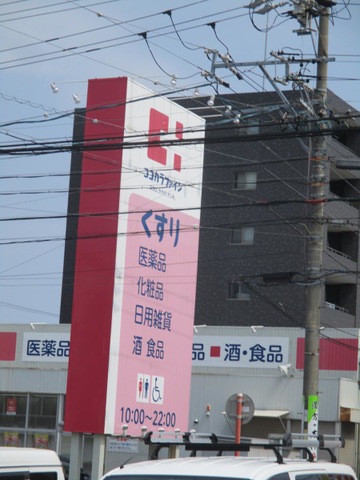 ココカラファイン
くすり
医薬品
化粧品
日用雑貨
酒 食品
10:00~22:00
医薬品
品 ■ 酒・食品